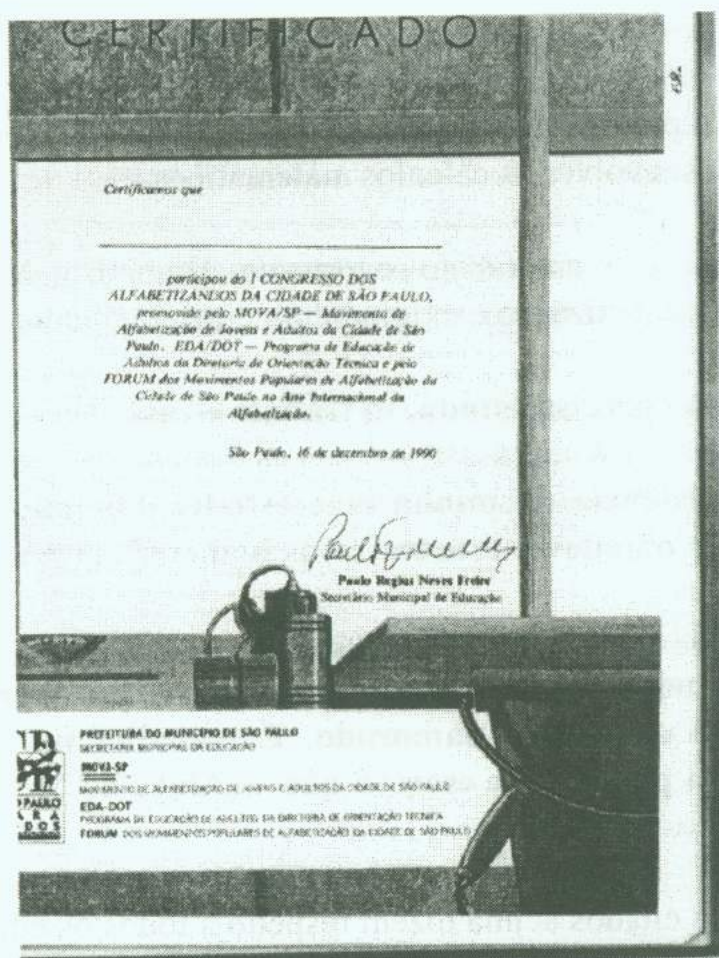 CERTIFICADO
Certificamos que
participou do I CONGRESSO DOS
ALFABETIZANDOS DA CIDADE DE SÃO PAULO,
promovido pelo MOVA/SP — Movimento de
Alfabetização de Jovens e Adultos da Cidade de São
Paulo, EDA/DOT — Programa de Educação de
Adultos da Diretoria de Orientação Técnica e pelo
FORUM dos Movimentos Populares de Alfabetização da
Cidade de São Paulo no Ano Internacional da
Alfabetização.
São Paulo, 16 de dezembro de 1990
Paulo Reglus Neves Freire
Secretário Municipal de Educação
PREFEITURA DO MUNICÍPIO DE SÃO PAULO
SECRETARIA MUNICIPAL DA EDUCAÇÃO
MOVA-SP
MOVIMENTO DE ALFABETIZAÇÃO DE JOVENS E ADULTOS DA CIDADE DE SÃO PAULO
EDA-DOT
PROGRAMA DE EDUCAÇÃO DE ADULTOS DA DIRETORIA DE ORIENTAÇÃO TÉCNICA
FORUM DOS MOVIMENTOS POPULARES DE ALFABETIZAÇÃO DA CIDADE DE SÃO PAULO
O PAULO
ARA
DOS